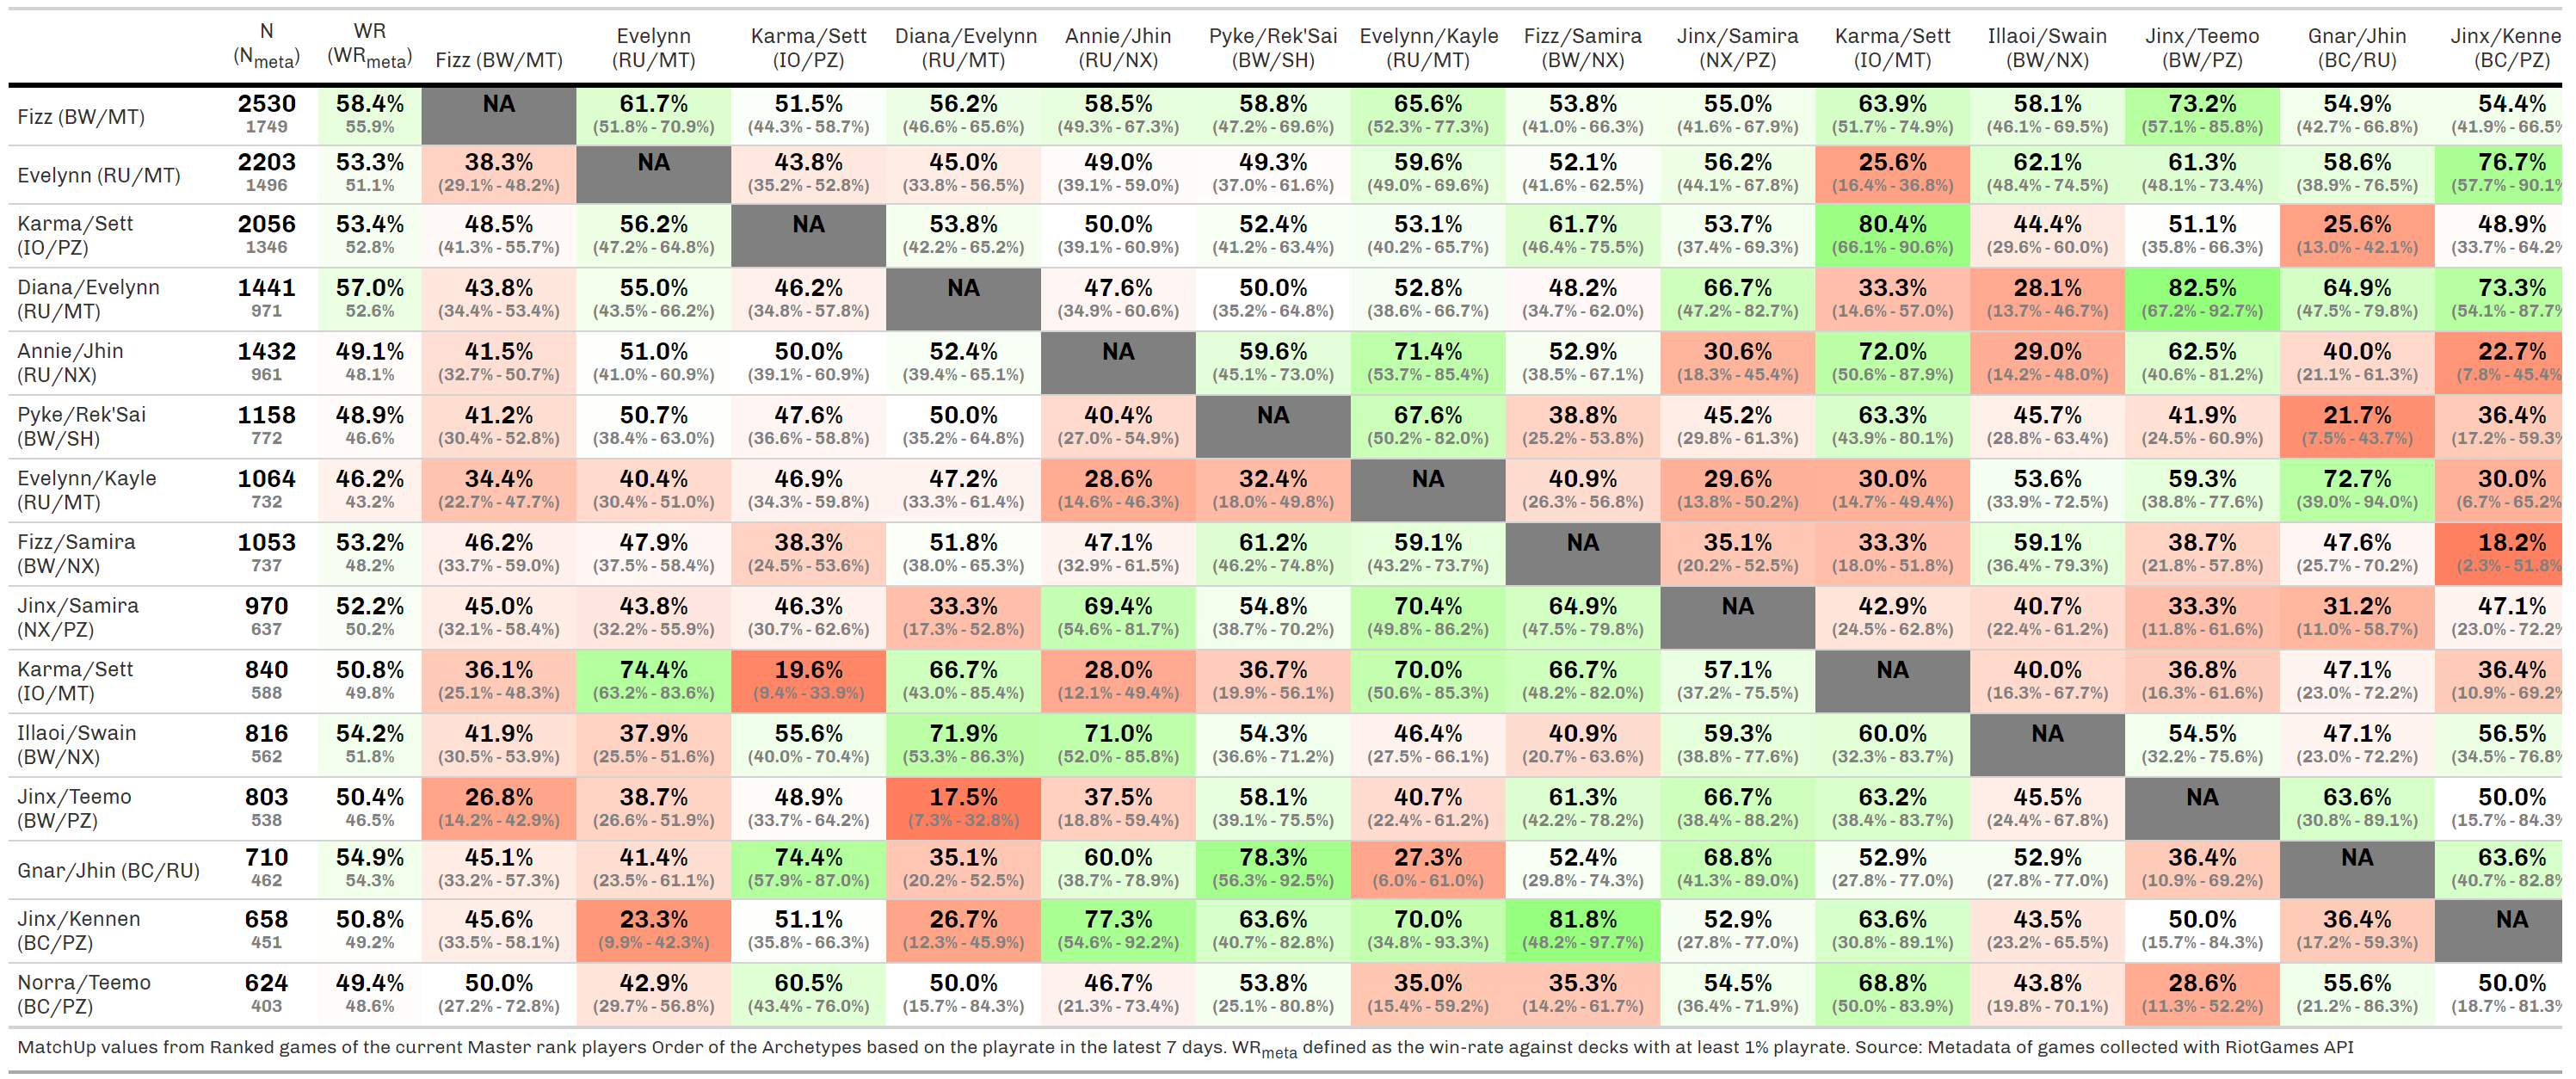 N WR Evelynn Karma/Sett Diana/Evelynn Annie/Jhin Pyke/Rek'Sai Evelynn/Kayle Fizz/Samira Jinx/Samira Karma/Sett Illaoi/Swain Jinx/Teemo Gnar/Jhin Jinx/Kenne
(Nmeta) (WRmeta) Fizz (BW/MT) (RU/MT) (IO/PZ) (RU/MT) (RU/NX) (BW/SH) (RU/MT) (BW/NX) (NX/PZ) (IO/MT) (BW/NX) (BW/PZ) (BC/RU) (BC/PZ)
Fizz (BW/MT) 2530 58.4% NA 61.7% 51.5% 56.2% 58.5% 58.8% 65.6% 53.8% 55.0% 63.9% 58.1% 73.2% 54.9% 54.4%
1749 55.9% (51.8% - 70.9%) (44.3% - 58.7%) (46.6% - 65.6%) (49.3% - 67.3%) (47.2% - 69.6%) (52.3% - 77.3%) (41.0% - 66.3%) (41.6% - 67.9%) (51.7% - 74.9%) (46.1% - 69.5%) (57.1% - 85.8%) (42.7% - 66.8%) (41.9% - 66.5%
Evelynn (RU/MT) 2203 53.3% 38.3% NA 43.8% 45.0% 49.0% 49.3% 59.6% 52.1% 56.2% 25.6% 62.1% 61.3% 58.6% 76.7%
1496 51.1% (29.1% - 48.2%) (35.2% - 52.8%) (33.8% - 56.5%) (39.1% - 59.0%) (37.0% - 61.6%) (49.0% - 69.6%) (41.6% - 62.5%) (44.1% - 67.8%) (16.4% - 36.8%) (48.4% - 74.5%) (48.1% - 73.4%) (38.9% - 76.5%) (57.7% - 90.1%
Karma/Sett 2056 53.4% 48.5% 56.2% NA 53.8% 50.0% 52.4% 53.1% 61.7% 53.7% 80.4% 44.4% 51.1% 25.6% 48.9%
(IO/PZ) 1346 52.8% (41.3% - 55.7%) (47.2% - 64.8%) (42.2% - 65.2%) (39.1% - 60.9%) (41.2% - 63.4%) (40.2% - 65.7%) (46.4% - 75.5%) (37.4% - 69.3%) (66.1% - 90.6%) (29.6% - 60.0%) (35.8% - 66.3%) (13.0% - 42.1%) (33.7% - 64.2%
Diana/Evelynn 1441 57.0% 43.8% 55.0% 46.2% NA 47.6% 50.0% 52.8% 48.2% 66.7% 33.3% 28.1% 82.5% 64.9% 73.3%
(RU/MT) 971 52.6% (34.4% - 53.4%) (43.5% - 66.2%) (34.8% - 57.8%) (34.9% - 60.6%) (35.2% - 64.8%) (38.6% - 66.7%) (34.7% - 62.0%) (47.2% - 82.7%) (14.6% - 57.0%) (13.7% - 46.7%) (67.2% - 92.7%) (47.5% - 79.8%) (54.1% - 87.7%
Annie/Jhin 1432 49.1% 41.5% 51.0% 50.0% 52.4% NA 59.6% 71.4% 52.9% 30.6% 72.0% 29.0% 62.5% 40.0% 22.7%
(RU/NX) 961 48.1% (32.7% - 50.7%) (41.0% - 60.9%) (39.1% - 60.9%) (39.4% - 65.1%) (45.1% - 73.0%) (53.7% - 85.4%) (38.5% - 67.1%) (18.3% - 45.4%) (50.6% - 87.9%) (14.2% - 48.0%) (40.6% - 81.2%) (21.1% - 61.3%) (7.8% - 45.4%
Pyke/Rek'Sai 1158 48.9% 41.2% 50.7% 47.6% 50.0% 40.4% NA 67.6% 38.8% 45.2% 63.3% 45.7% 41.9% 21.7% 36.4%
(BW/SH) 772 46.6% (30.4% - 52.8%) (38.4% - 63.0%) (36.6% - 58.8%) (35.2% - 64.8%) (27.0% - 54.9%) (50.2% - 82.0%) (25.2% - 53.8%) (29.8% - 61.3%) (43.9% - 80.1%) (28.8% - 63.4%) (24.5% - 60.9%) (7.5% - 43.7%) (17.2% - 59.3%
Evelynn/Kayle 1064 46.2% 34.4% 40.4% 46.9% 47.2% 28.6% 32.4% NA 40.9% 29.6% 30.0% 53.6% 59.3% 72.7% 30.0%
(RU/MT) 732 43.2% (22.7% - 47.7%) (30.4% - 51.0%) (34.3% - 59.8%) (33.3% - 61.4%) (14.6% - 46.3%) (18.0% - 49.8%) (26.3% - 56.8%) (13.8% - 50.2%) (14.7% - 49.4%) (33.9% - 72.5%) (38.8% - 77.6%) (39.0% - 94.0%) (6.7% - 65.2%
Fizz/Samira 1053 53.2% 46.2% 47.9% 38.3% 51.8% 47.1% 61.2% 59.1% NA 35.1% 33.3% 59.1% 38.7% 47.6% 18.2%
(BW/NX) 737 48.2% (33.7% - 59.0%) (37.5% - 58.4%) (24.5% - 53.6%) (38.0% - 65.3%) (32.9% - 61.5%) (46.2% - 74.8%) (43.2% - 73.7%) (20.2% - 52.5%) (18.0% - 51.8%) (36.4% - 79.3%) (21.8% - 57.8%) (25.7% - 70.2%) (2.3% - 51.8%
Jinx/Samira 970 52.2% 45.0% 43.8% 46.3% 33.3% 69.4% 54.8% 70.4% 64.9% NA 42.9% 40.7% 33.3% 31.2% 47.1%
(NX/PZ) 637 50.2% (32.1% - 58.4%) (32.2% - 55.9%) (30.7% - 62.6%) (17.3% - 52.8%) (54.6% - 81.7%) (38.7% - 70.2%) (49.8% - 86.2%) (47.5% - 79.8%) (24.5% - 62.8%) (22.4% - 61.2%) (11.8% - 61.6%) (11.0% - 58.7%) (23.0% - 72.2%
Karma/Sett 840 50.8% 36.1% 74.4% 19.6% 66.7% 28.0% 36.7% 70.0% 66.7% 57.1% NA 40.0% 36.8% 47.1% 36.4%
(IO/MT) 588 49.8% (25.1% - 48.3%) (63.2% - 83.6%) (9.4% - 33.9%) (43.0% - 85.4%) (12.1% - 49.4%) (19.9% - 56.1%) (50.6% - 85.3%) (48.2% - 82.0%) (37.2% - 75.5%) (16.3% - 67.7%) (16.3% - 61.6%) (23.0% - 72.2%) (10.9% - 69.2%
Illaoi/Swain 816 54.2% 41.9% 37.9% 55.6% 71.9% 71.0% 54.3% 46.4% 40.9% 59.3% 60.0% NA 54.5% 47.1% 56.5%
(BW/NX) 562 51.8% (30.5% - 53.9%) (25.5% - 51.6%) (40.0% - 70.4%) (53.3% - 86.3%) (52.0% - 85.8%) (36.6% - 71.2%) (27.5% - 66.1%) (20.7% - 63.6%) (38.8% - 77.6%) (32.3% - 83.7%) (32.2% - 75.6%) (23.0% - 72.2%) (34.5% - 76.8%
Jinx/Teemo 803 50.4% 26.8% 38.7% 48.9% 17.5% 37.5% 58.1% 40.7% 61.3% 66.7% 63.2% 45.5% NA 63.6% 50.0%
(BW/PZ) 538 46.5% (14.2% - 42.9%) (26.6% - 51.9%) (33.7% - 64.2%) (7.3% - 32.8%) (18.8% - 59.4%) (39.1% - 75.5%) (22.4% - 61.2%) (42.2% - 78.2%) (38.4% - 88.2%) (38.4% - 83.7%) (24.4% - 67.8%) (30.8% - 89.1%) (15.7% - 84.3%
Gnar/Jhin (BC/RU) 710 54.9% 45.1% 41.4% 74.4% 35.1% 60.0% 78.3% 27.3% 52.4% 68.8% 52.9% 52.9% 36.4% NA 63.6%
462 54.3% (33.2% - 57.3%) (23.5% - 61.1%) (57.9% - 87.0%) (20.2% - 52.5%) (38.7% - 78.9%) (56.3% - 92.5%) (6.0% - 61.0%) (29.8% - 74.3%) (41.3% - 89.0%) (27.8% - 77.0%) (27.8% - 77.0%) (10.9% - 69.2%) (40.7% - 82.8%
Jinx/Kennen 658 50.8% 45.6% 23.3% 51.1% 26.7% 77.3% 63.6% 70.0% 81.8% 52.9% 63.6% 43.5% 50.0% 36.4% NA
(BC/PZ) 451 49.2% (33.5% - 58.1%) (9.9% - 42.3%) (35.8% - 66.3%) (12.3% - 45.9%) (54.6% - 92.2%) (40.7% - 82.8%) (34.8% - 93.3%) (48.2% - 97.7%) (27.8% - 77.0%) (30.8% - 89.1%) (23.2% - 65.5%) (15.7% - 84.3%) (17.2% - 59.3%)
Norra/Teemo 624 49.4% 50.0% 42.9% 60.5% 50.0% 46.7% 53.8% 35.0% 35.3% 54.5% 68.8% 43.8% 28.6% 55.6% 50.0%
(BC/PZ) 403 48.6% (27.2% - 72.8%) (29.7% - 56.8%) (43.4% - 76.0%) (15.7% - 84.3%) (21.3% - 73.4%) (25.1% - 80.8%) (15.4% - 59.2%) (14.2% - 61.7%) (36.4% - 71.9%) (50.0% - 83.9%) (19.8% - 70.1%) (11.3% - 52.2%) (21.2% - 86.3%) (18.7% - 81.3%
MatchUp values from Ranked games of the current Master rank players Order of the Archetypes based on the playrate in the latest 7 days. WRmeta defined as the win-rate against decks with at least 1% playrate. Source: Metadata of games collected with RiotGames API